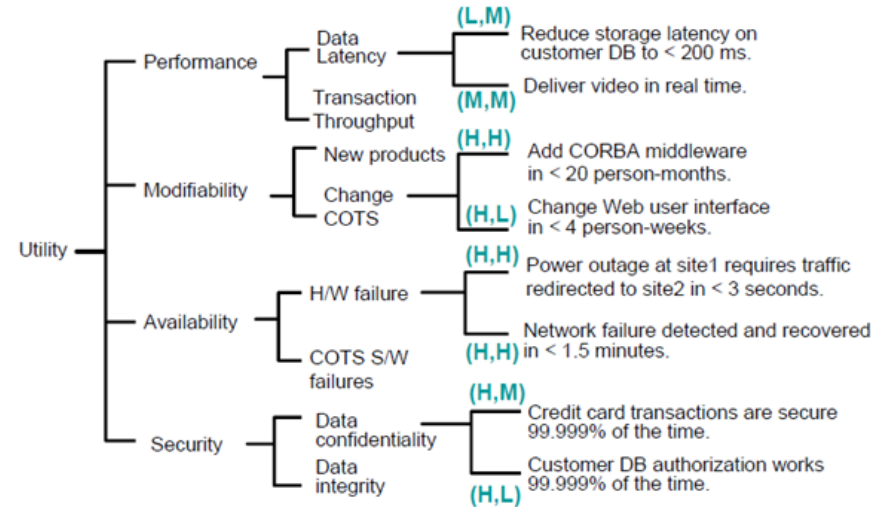 Utility
Performance
Data
Latency
(L,M)
Reduce storage latency on
customer DB to < 200 ms.
(M,M)
Deliver video in real time.
Transaction
Throughput
Modifiability
New products
Change
COTS
(H,H)
Add CORBA middleware
in < 20 person-months.
(H,L)
Change Web user interface
in < 4 person-weeks.
Availability
H/W failure
(H,H)
Power outage at site1 requires traffic
redirected to site2 in < 3 seconds.
(H,H)
Network failure detected and recovered
in < 1.5 minutes.
COTS S/W
failures
Security
Data
confidentiality
(H,M)
Credit card transactions are secure
99.999% of the time.
(H,L)
Customer DB authorization works
99.999% of the time.
Data
integrity